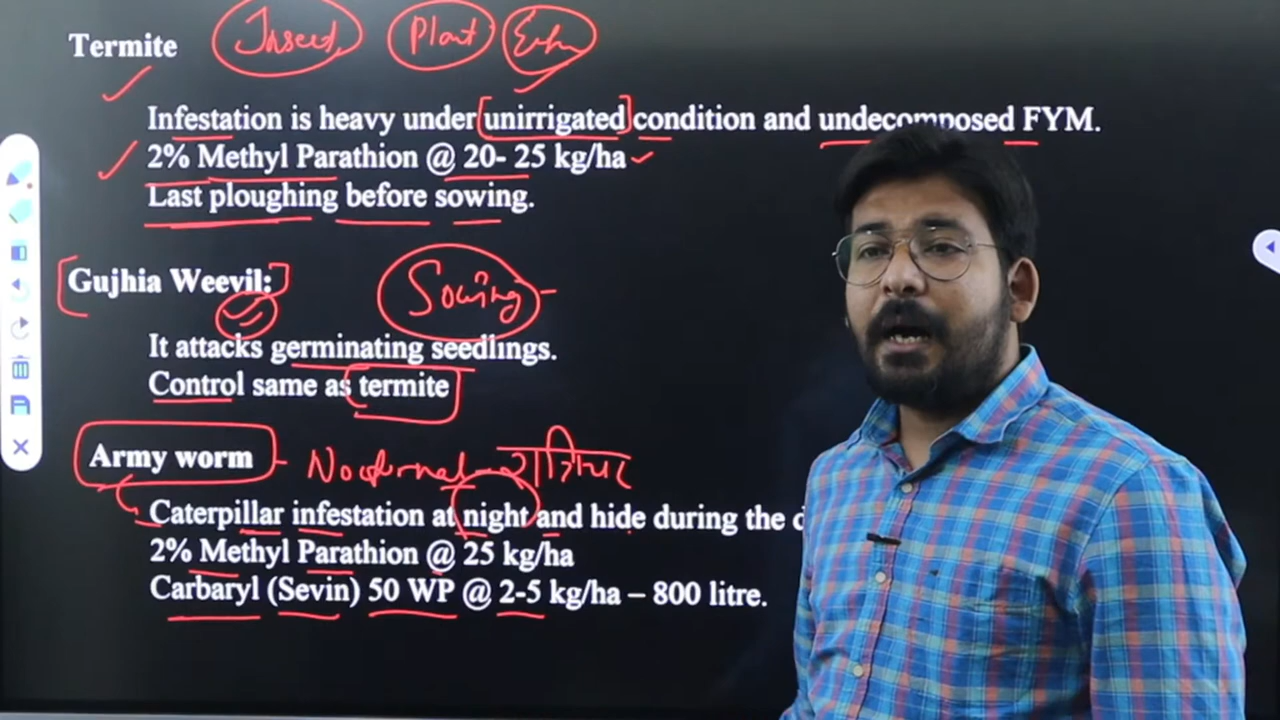 Termite Insect Plant
Infestation is heavy under unirrigated condition and undecomposed FYM.
2% Methyl Parathion @ 20- 25 kg/ha
Last ploughing before sowing.
Gujhia Weevil: Sowing
It attacks germinating seedlings.
Control same as termite
Army worm Nocturnal - रात्रिचर
Caterpillar infestation at night and hide during the
2% Methyl Parathion @ 25 kg/ha
Carbaryl (Sevin) 50 WP @ 2-5 kg/ha – 800 litre.